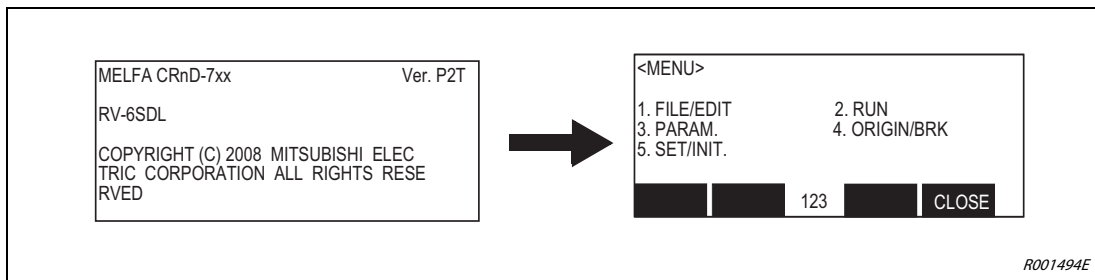 MELFA CRnD-7xx Ver. P2T
RV-6SDL
COPYRIGHT (C) 2008 MITSUBISHI ELEC
TRIC CORPORATION ALL RIGHTS RESE
RVED
<MENU>
1. FILE/EDIT 2. RUN
3. PARAM. 4. ORIGIN/BRK
5. SET/INIT.
123 CLOSE
R001494E